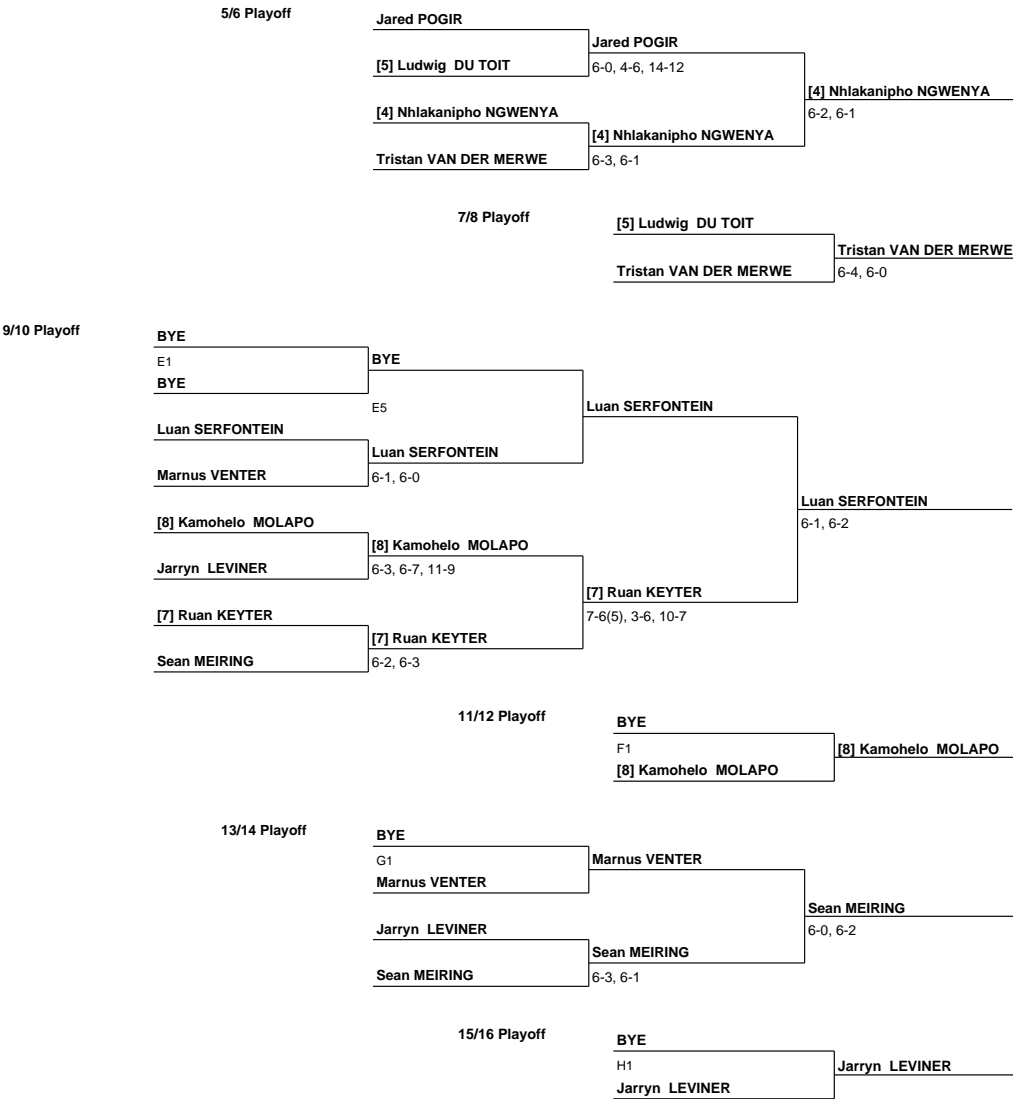 5/6 Playoff
Jared POGIR
Jared POGIR
[5] Ludwig DU TOIT
6-0, 4-6, 14-12
[4] Nhlakanipho NGWENYA
6-2, 6-1
[4] Nhlakanipho NGWENYA
[4] Nhlakanipho NGWENYA
Tristan VAN DER MERWE
6-3, 6-1
7/8 Playoff
[5] Ludwig DU TOIT
Tristan VAN DER MERWE
Tristan VAN DER MERWE
6-4, 6-0
9/10 Playoff
BYE
E1
BYE
BYE
E5
Luan SERFONTEIN
Luan SERFONTEIN
Luan SERFONTEIN
Marnus VENTER
6-1, 6-0
Luan SERFONTEIN
6-1, 6-2
[8] Kamohelo MOLAPO
[8] Kamohelo MOLAPO
Jarryn LEVINER
6-3, 6-7, 11-9
[7] Ruan KEYTER
7-6(5), 3-6, 10-7
[7] Ruan KEYTER
[7] Ruan KEYTER
Sean MEIRING
6-2, 6-3
11/12 Playoff
BYE
F1
[8] Kamohelo MOLAPO
[8] Kamohelo MOLAPO
13/14 Playoff
BYE
G1
Marnus VENTER
Marnus VENTER
Sean MEIRING
6-0, 6-2
Jarryn LEVINER
Sean MEIRING
Sean MEIRING
6-3, 6-1
15/16 Playoff
BYE
H1
Jarryn LEVINER
Jarryn LEVINER